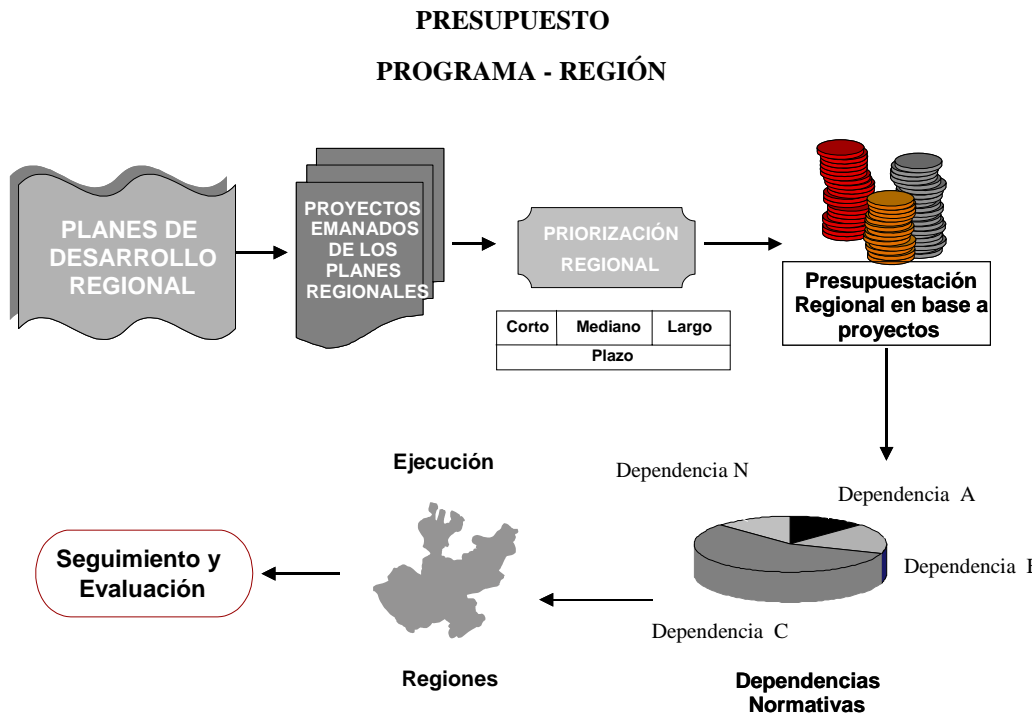 PRESUPUESTO
PROGRAMA - REGIÓN
PLANES DE
DESARROLLO
REGIONAL
PROYECTOS
EMANADOS
DE LOS
PLANES
REGIONALES
PRIORIZACIÓN
REGIONAL
Corto Mediano Largo
Plazo
Presupuestación
Regional en base a
proyectos
Dependencia N
Dependencia A
Dependencia
Dependencia C
Dependencias
Normativas
Ejecución
Regiones
Seguimiento y
Evaluación